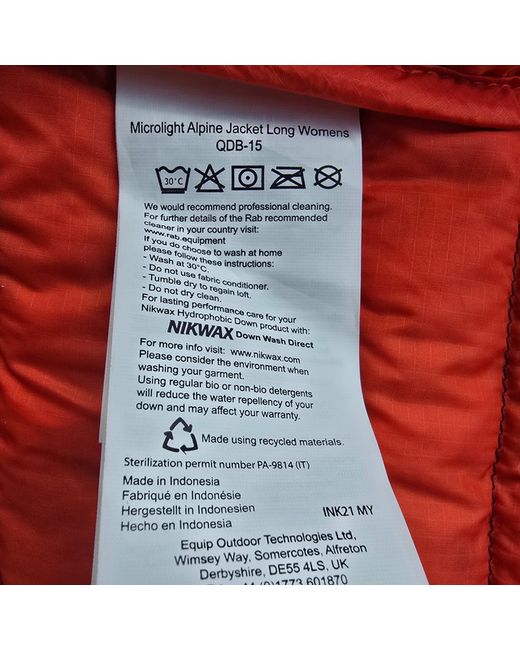 Microlight Alpine Jacket Long Womens
QDB-15
30°C
We would recommend professional cleaning.
For further details of the Rab recommended
cleaner in your country visit:
www.rab.equipment
If you do choose to wash at home
please follow these instructions:
- Wash at 30°C.
- Do not use fabric conditioner.
- Tumble dry to regain loft.
- Do not dry clean.
For lasting performance care for your
Nikwax Hydrophobic Down product with:
NIKWAX Down Wash Direct
For more info visit: www.nikwax.com
Please consider the environment when
washing your garment.
Using regular bio or non-bio detergents
will reduce the water repellency of your
down and may affect your warranty.
Made using recycled materials.
Sterilization permit number PA-9814 (IT)
Made in Indonesia
Fabriqué en Indonésie
Hergestellt in Indonesien
Hecho en Indonesia
INK21 MY
Equip Outdoor Technologies Ltd,
Wimsey Way, Somercotes, Alfreton
Derbyshire, DE55 4LS, UK
(0)1773 601870